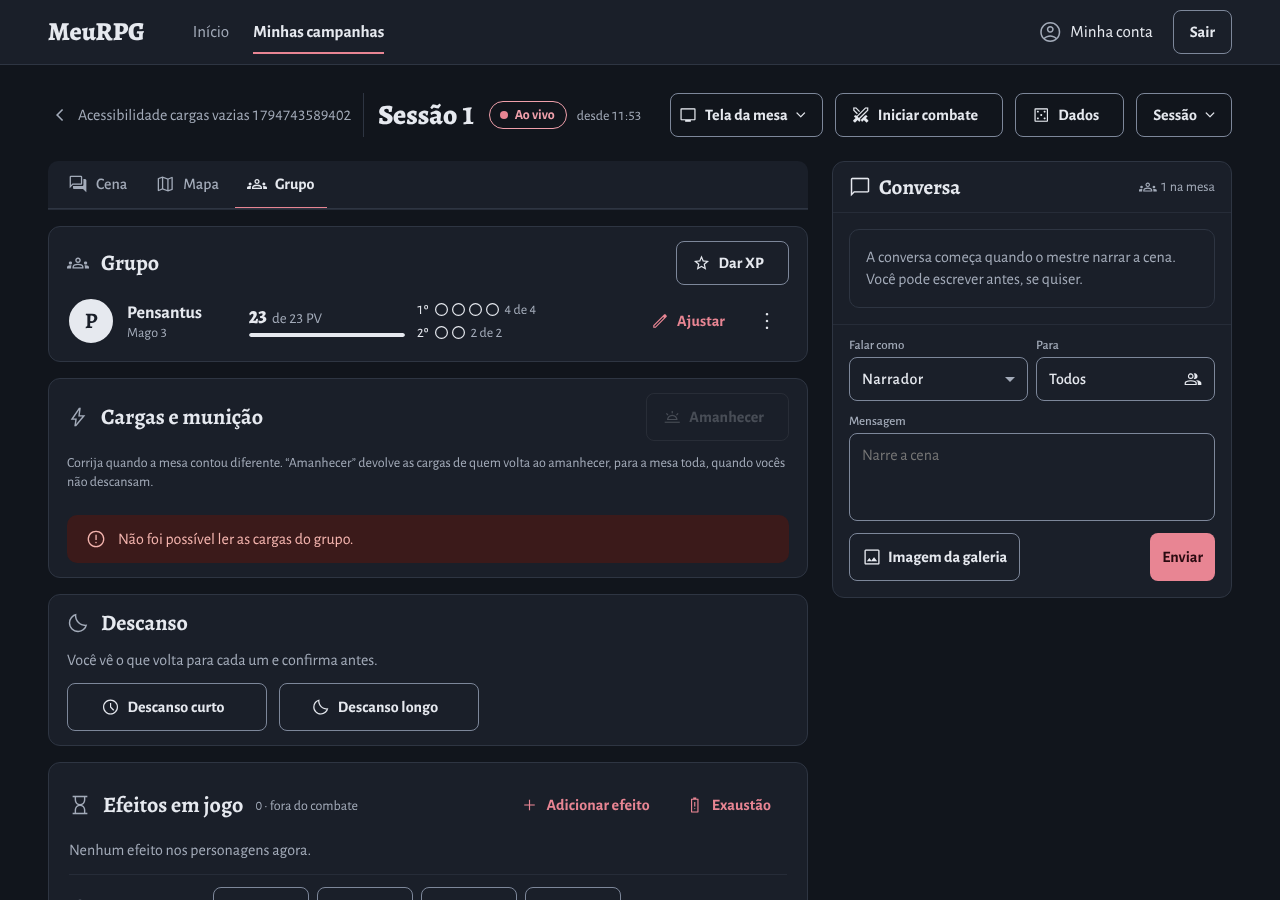 MeuRPG
Início
Minhas campanhas
Minha conta
Sair
Acessibilidade cargas vazias 1794743589402
Sessão 1
Ao vivo
desde 11:53
Tela da mesa
Iniciar combate
Dados
Sessão
Cena
Mapa
Grupo
Grupo
Dar XP
P
Pensantus
Mago 3
23 de 23 PV
1º 4 de 4
2º 2 de 2
Ajustar
Cargas e munição
Amanhecer
Corrija quando a mesa contou diferente. “Amanhecer” devolve as cargas de quem volta ao amanhecer, para a mesa toda, quando vocês
não descansam.
Não foi possível ler as cargas do grupo.
Descanso
Você vê o que volta para cada um e confirma antes.
Descanso curto
Descanso longo
Efeitos em jogo
0 · fora do combate
Adicionar efeito
Exaustão
Nenhum efeito nos personagens agora.
Conversa
1 na mesa
A conversa começa quando o mestre narrar a cena.
Você pode escrever antes, se quiser.
Falar como
Para
Narrador
Todos
Mensagem
Narre a cena
Imagem da galeria
Enviar